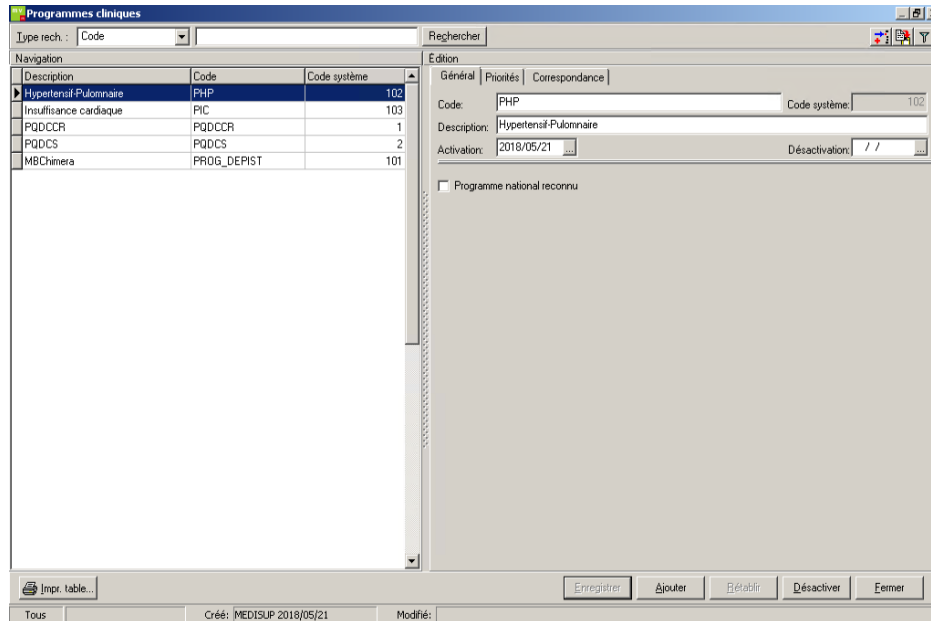 Programmes cliniques
Type rech. : Code Rechercher
Navigation Édition
Description Code Code système
Hypertensif-Pulomnaire PHP 102
Insuffisance cardiaque PIC 103
PQDCCR PQDCCR 1
PQDCS PQDCS 2
MBChimera PROG_DEPIST 101
Général Priorités Correspondance
Code: PHP Code système: 102
Description: Hypertensif-Pulomnaire
Activation: 2018/05/21 ... Désactivation: / / ...
Programme national reconnu
Impr. table... Enregistrer Ajouter Rétablir Désactiver Fermer
Tous Créé: MEDISUP 2018/05/21 Modifié: